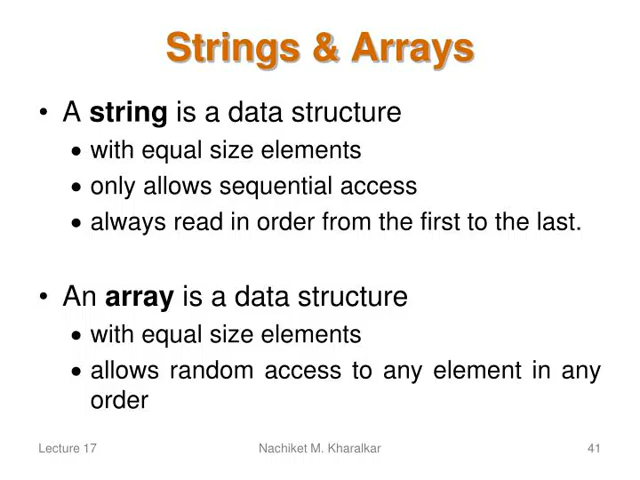 Strings & Arrays
• A string is a data structure
• with equal size elements
• only allows sequential access
• always read in order from the first to the last.
• An array is a data structure
• with equal size elements
• allows random access to any element in any
order
Lecture 17
Nachiket M. Kharalkar
41